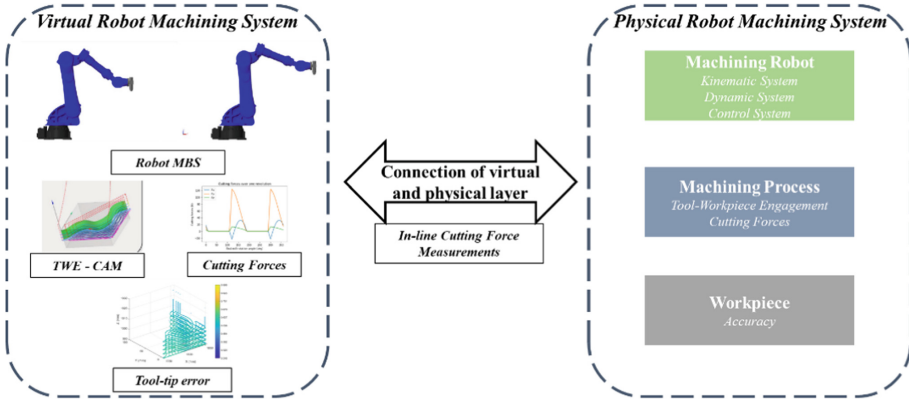 Virtual Robot Machining System
Robot MBS
TWE - CAM
Cutting Forces
Tool-tip error
Connection of virtual
and physical layer
In-line Cutting Force
Measurements
Physical Robot Machining System
Machining Robot
Kinematic System
Dynamic System
Control System
Machining Process
Tool-Workpiece Engagement
Cutting Forces
Workpiece
Accuracy